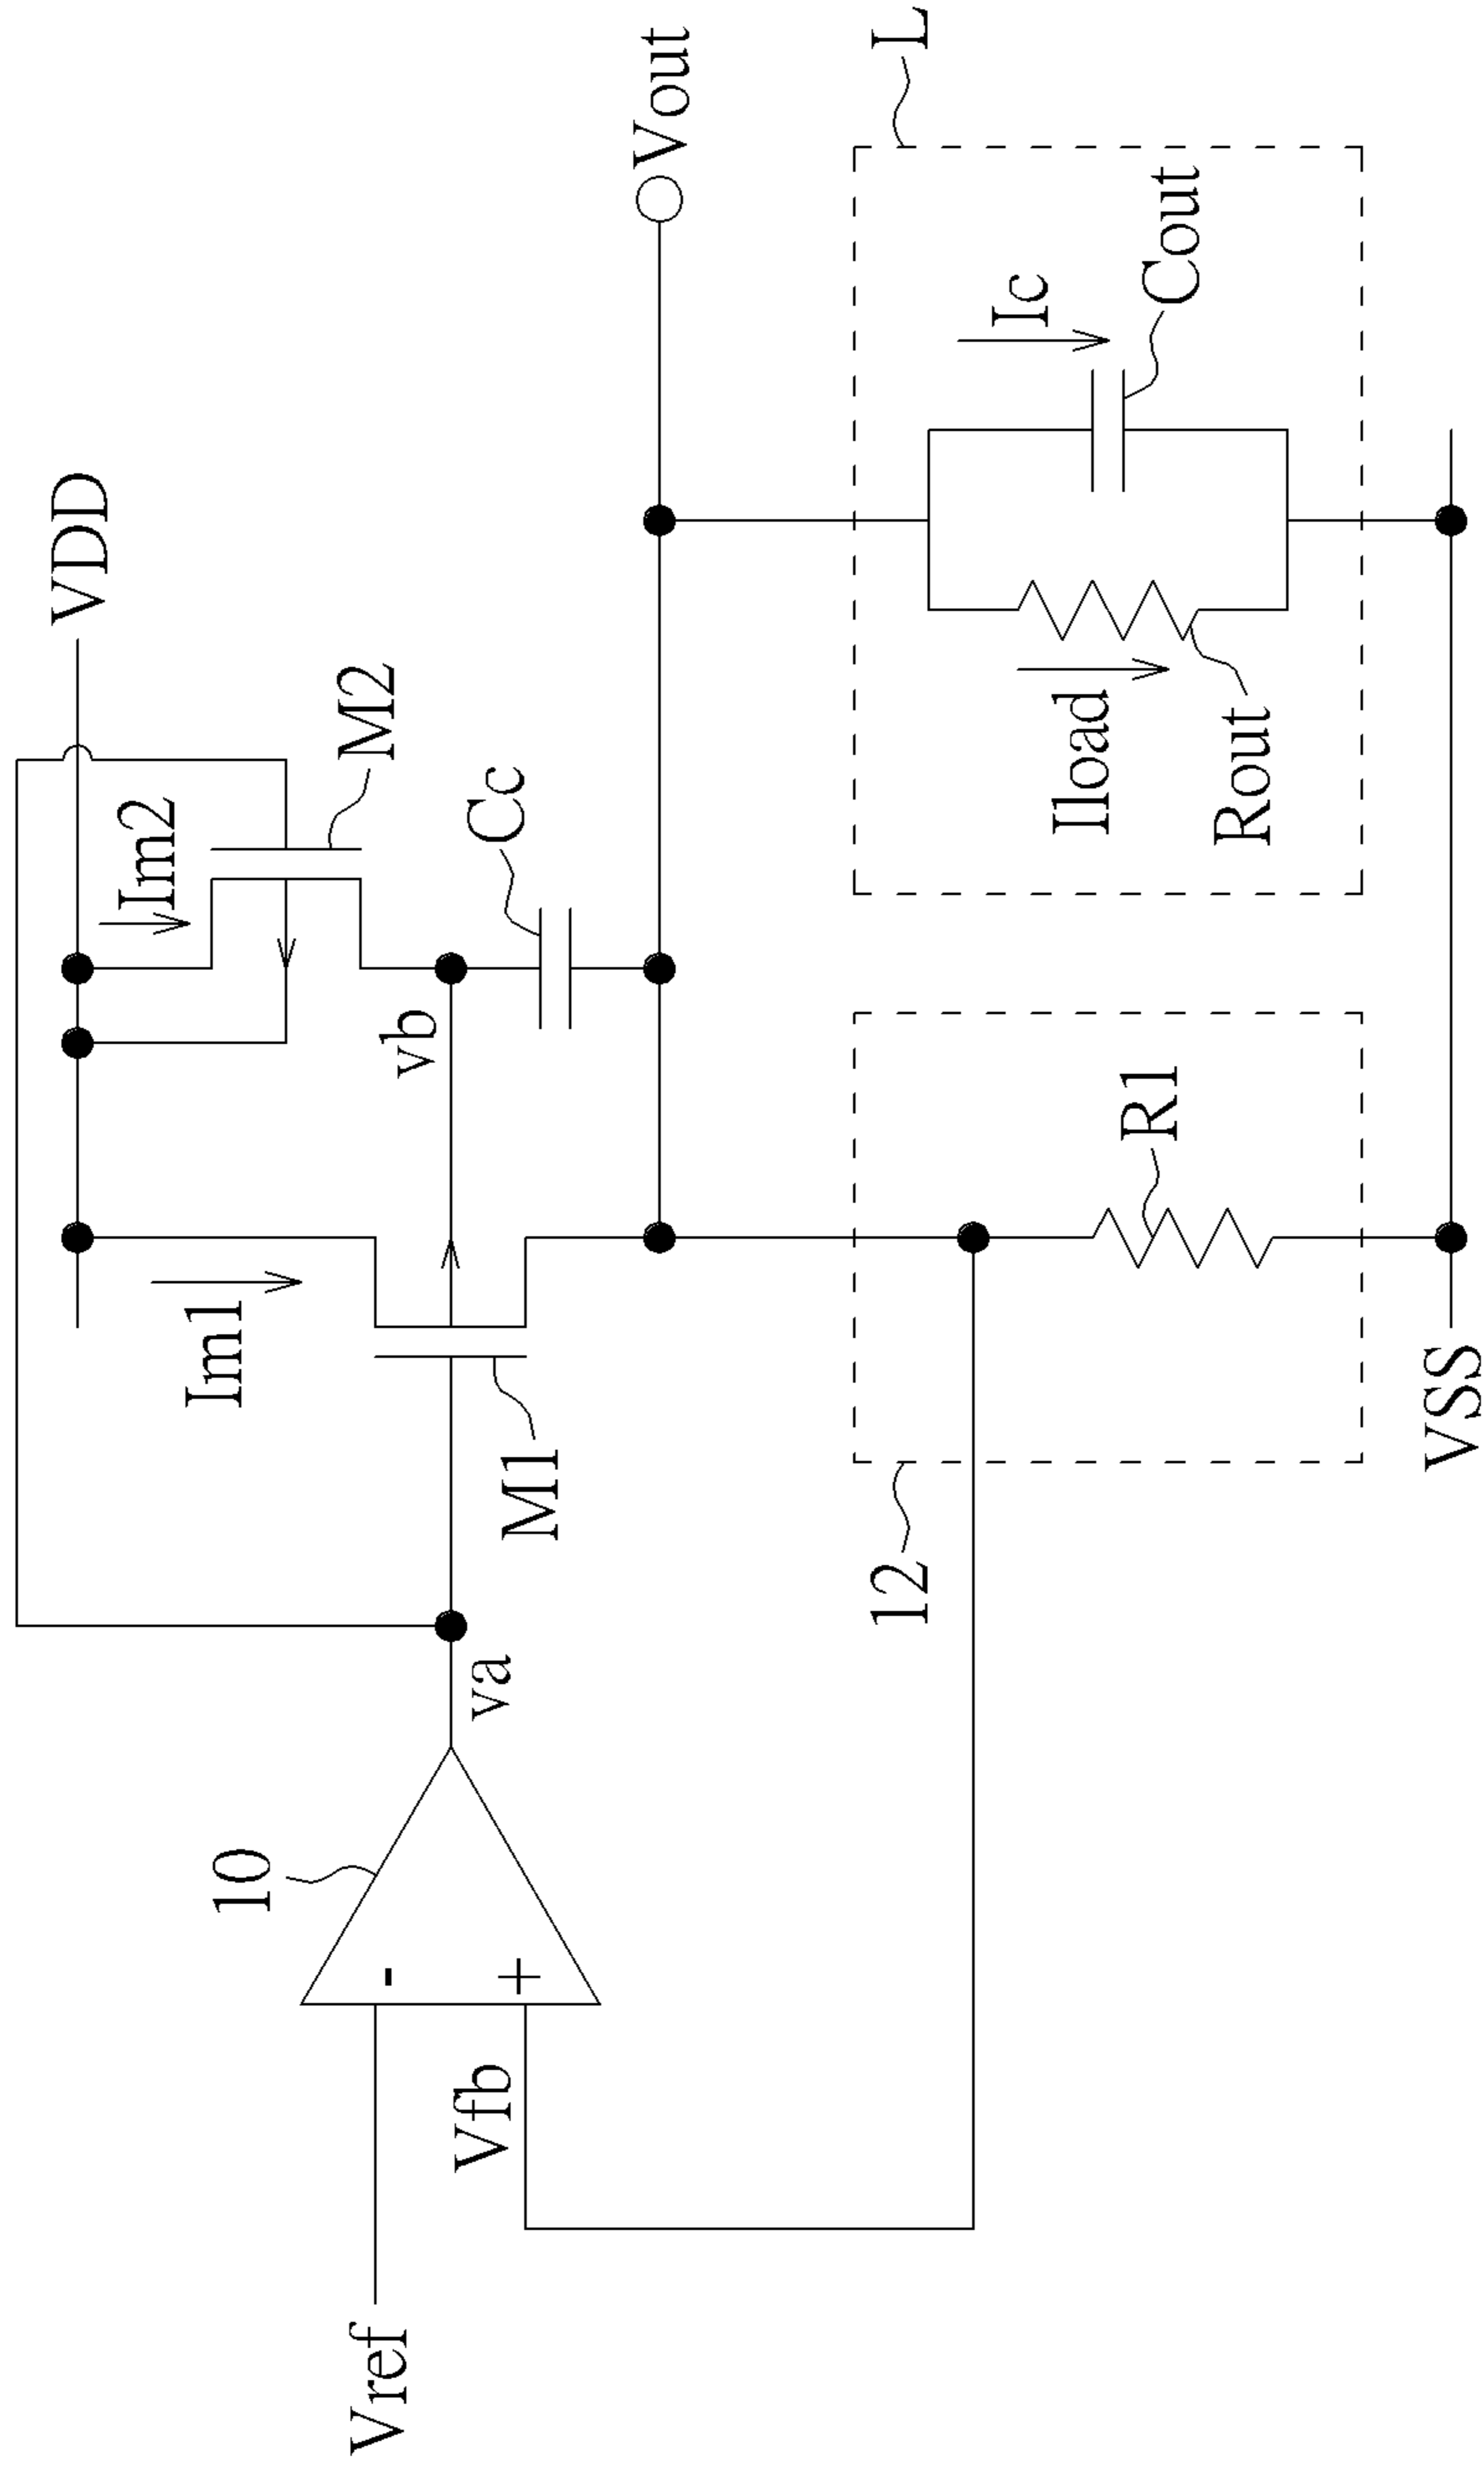 VDD
Im1
Im2
M2
vb
Cc
M1
10
-
+
va
Vref
Vfb
Vout
12
R1
L
Iload
Rout
Ic
Cout
VSS